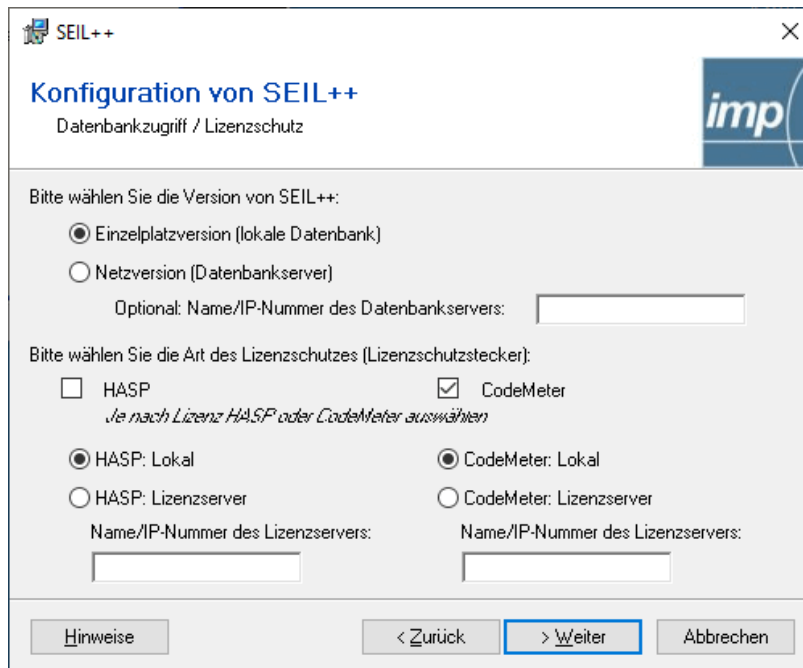 SEIL++
Konfiguration von SEIL++
Datenbankzugriff / Lizenzschutz
imp
Bitte wählen Sie die Version von SEIL++:
Einzelplatzversion (lokale Datenbank)
Netzversion (Datenbankserver)
Optional: Name/IP-Nummer des Datenbankservers:
Bitte wählen Sie die Art des Lizenzschutzes (Lizenzschutzstecker):
HASP CodeMeter
Je nach Lizenz HASP oder CodeMeter auswählen
HASP: Lokal CodeMeter: Lokal
HASP: Lizenzserver CodeMeter: Lizenzserver
Name/IP-Nummer des Lizenzservers: Name/IP-Nummer des Lizenzservers:
Hinweise < Zurück > Weiter Abbrechen